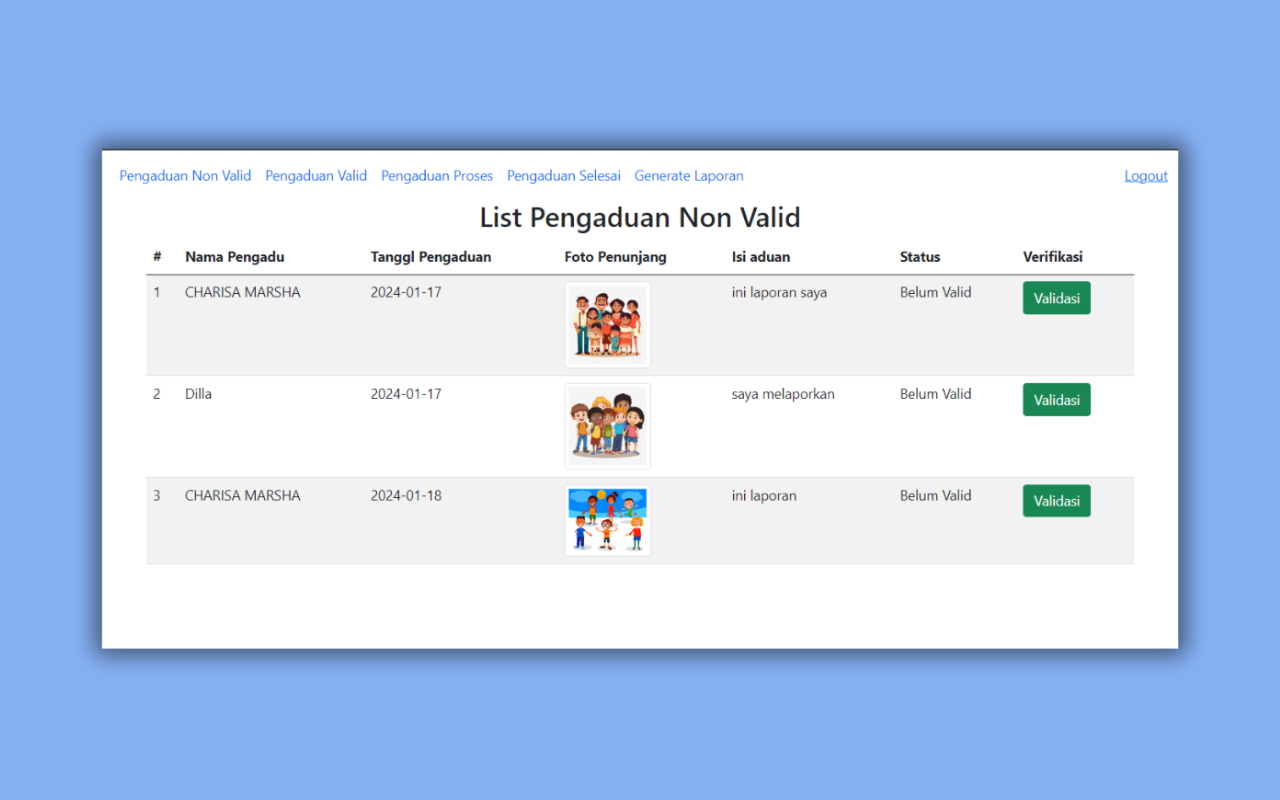 Pengaduan Non Valid Pengaduan Valid Pengaduan Proses Pengaduan Selesai Generate Laporan Logout
List Pengaduan Non Valid
# Nama Pengadu Tanggl Pengaduan Foto Penunjang Isi aduan Status Verifikasi
1 CHARISA MARSHA 2024-01-17 ini laporan saya Belum Valid Validasi
2 Dilla 2024-01-17 saya melaporkan Belum Valid Validasi
3 CHARISA MARSHA 2024-01-18 ini laporan Belum Valid Validasi